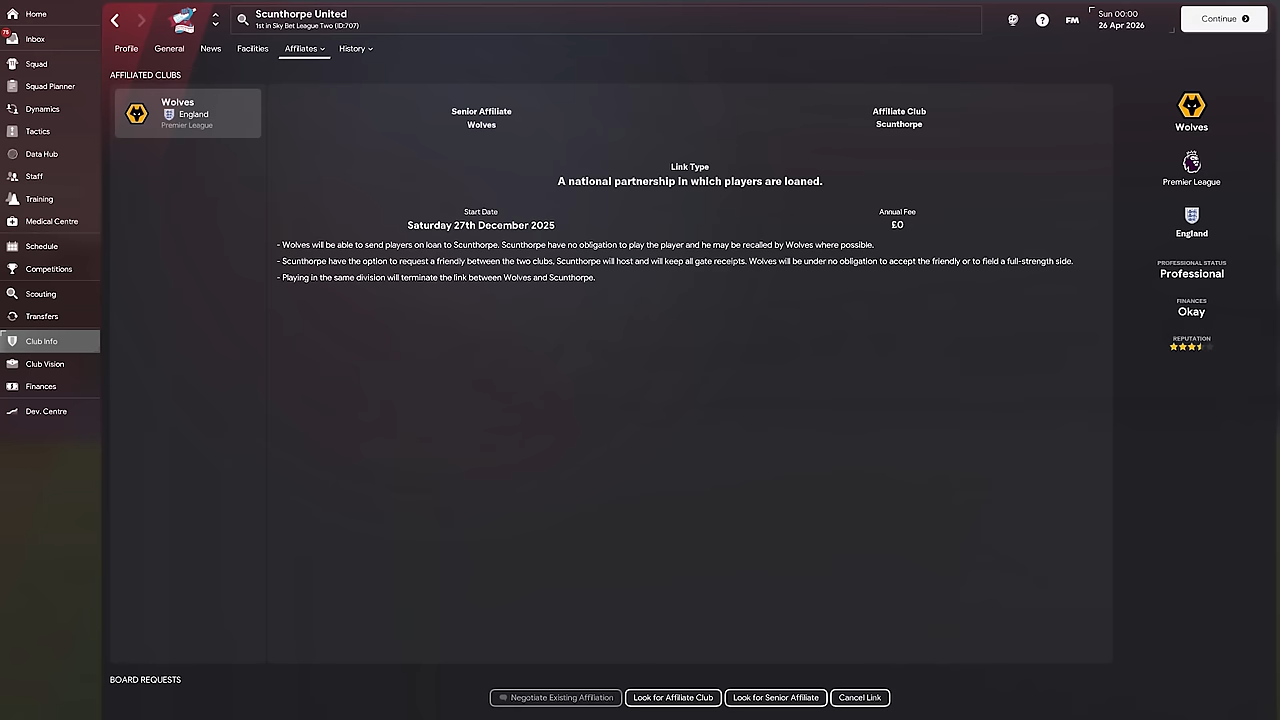 Home
75
Inbox
Squad
Squad Planner
Dynamics
Tactics
Data Hub
Staff
Training
Medical Centre
Schedule
Competitions
Scouting
Transfers
Club Info
Club Vision
Finances
Dev. Centre
Scunthorpe United
1st in Sky Bet League Two (ID:707)
?
FM
Sun 00:00
26 Apr 2026
Continue
Profile
General
News
Facilities
Affiliates
History
AFFILIATED CLUBS
Wolves
England
Premier League
Senior Affiliate
Wolves
Affiliate Club
Scunthorpe
Link Type
A national partnership in which players are loaned.
Start Date
Saturday 27th December 2025
Annual Fee
£0
- Wolves will be able to send players on loan to Scunthorpe. Scunthorpe have no obligation to play the player and he may be recalled by Wolves where possible.
- Scunthorpe have the option to request a friendly between the two clubs, Scunthorpe will host and will keep all gate receipts. Wolves will be under no obligation to accept the friendly or to field a full-strength side.
- Playing in the same division will terminate the link between Wolves and Scunthorpe.
Wolves
Premier League
England
PROFESSIONAL STATUS
Professional
FINANCES
Okay
REPUTATION
BOARD REQUESTS
Negotiate Existing Affiliation
Look for Affiliate Club
Look for Senior Affiliate
Cancel Link